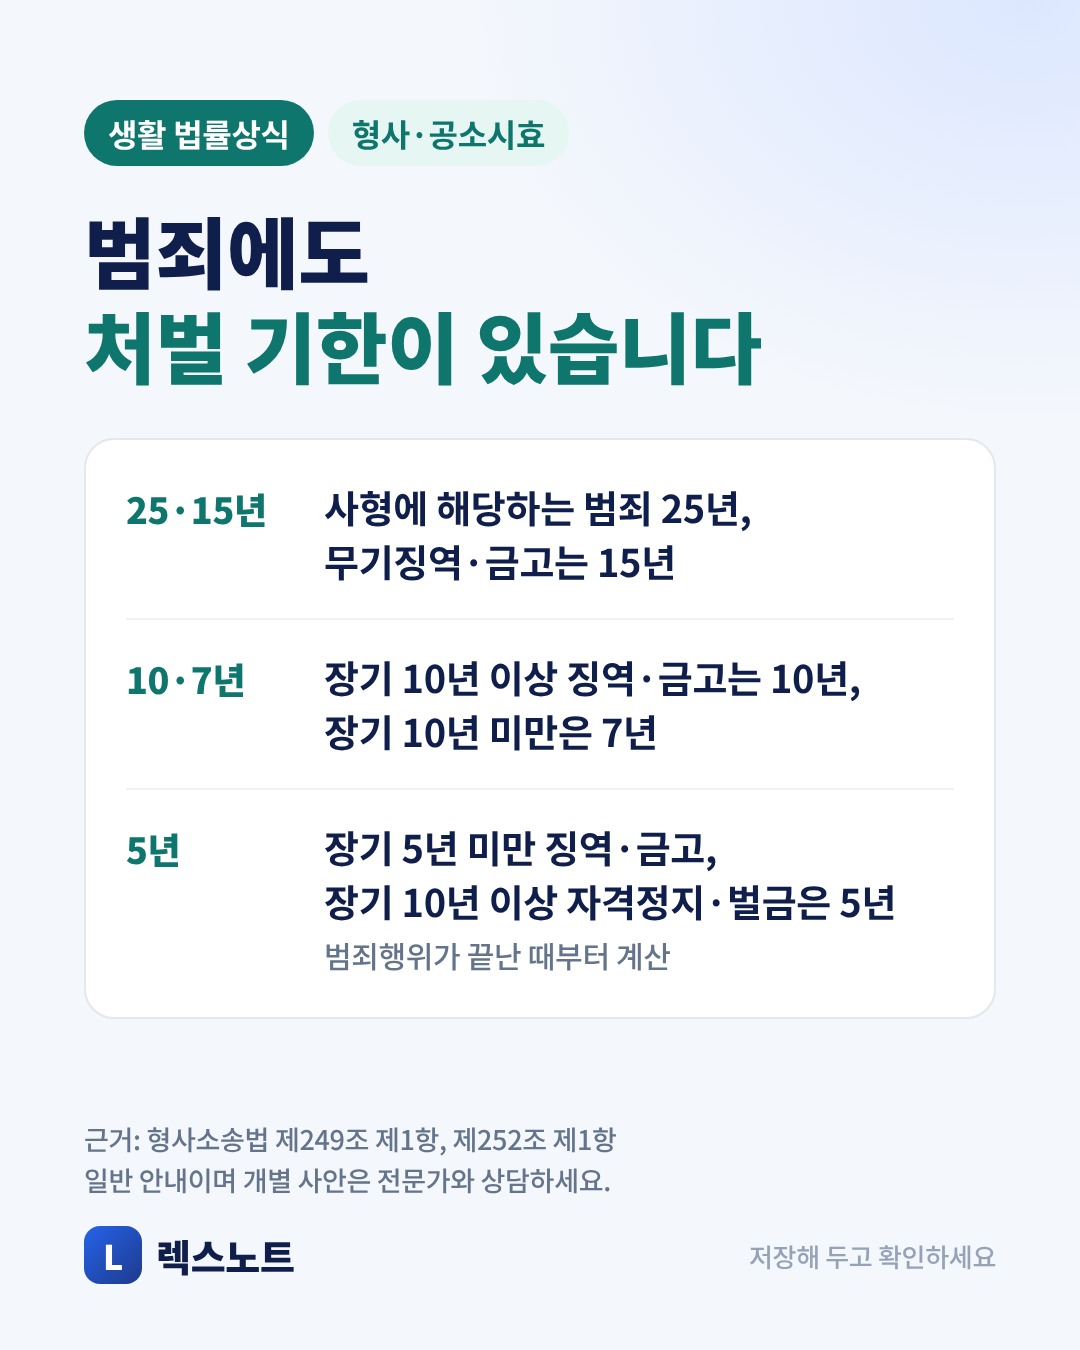 생활 법률상식
형사·공소시효
범죄에도
처벌 기한이 있습니다
25·15년
사형에 해당하는 범죄 25년,
무기징역·금고는 15년
10·7년
장기 10년 이상 징역·금고는 10년,
장기 10년 미만은 7년
5년
장기 5년 미만 징역·금고,
장기 10년 이상 자격정지·벌금은 5년
범죄행위가 끝난 때부터 계산
근거: 형사소송법 제249조 제1항, 제252조 제1항
일반 안내이며 개별 사안은 전문가와 상담하세요.
L 렉스노트
저장해 두고 확인하세요